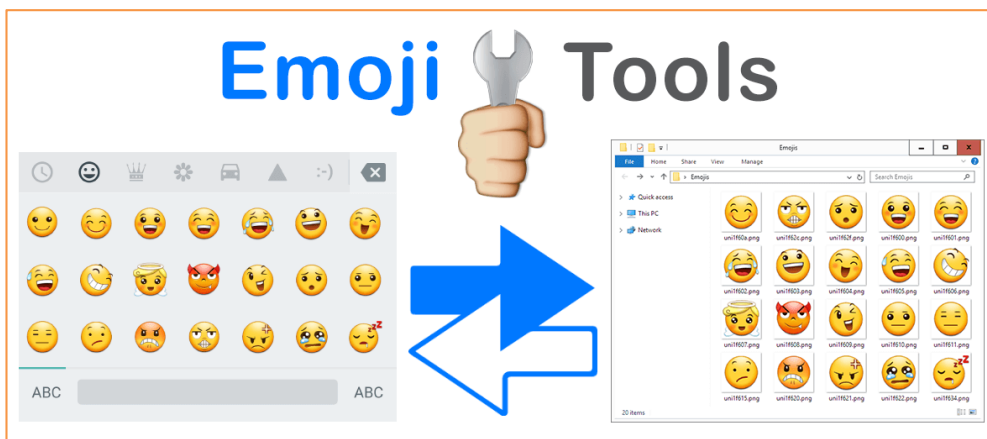 Emoji Tools
:-)
ABC ABC
Emojis
File Home Share View Manage
Emojis
Search Emojis
Quick access
This PC
Network
uni1f60a.png uni1f62c.png uni1f62f.png uni1f600.png uni1f601.png
uni1f602.png uni1f603.png uni1f604.png uni1f605.png uni1f606.png
uni1f607.png uni1f608.png uni1f609.png uni1f610.png uni1f611.png
uni1f615.png uni1f620.png uni1f621.png uni1f622.png uni1f634.png
20 items